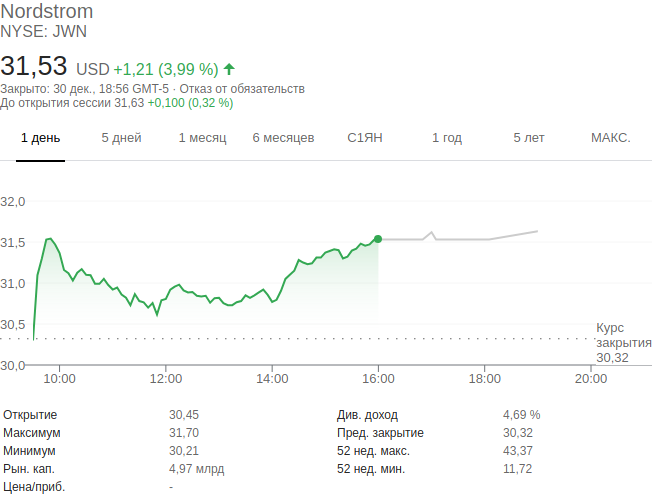 Nordstrom
NYSE: JWN
31,53 USD +1,21 (3,99 %)
Закрыто: 30 дек., 18:56 GMT-5 · Отказ от обязательств
До открытия сессии 31,63 +0,100 (0,32 %)
1 день 5 дней 1 месяц 6 месяцев С1ЯН 1 год 5 лет МАКС.
32,0
31,5
31,0
30,5
30,0
Курс
закрытия
30,32
10:00 12:00 14:00 16:00 18:00 20:00
Открытие 30,45 Див. доход 4,69 %
Максимум 31,70 Пред. закрытие 30,32
Минимум 30,21 52 нед. макс. 43,37
Рын. кап. 4,97 млрд 52 нед. мин. 11,72
Цена/приб. -